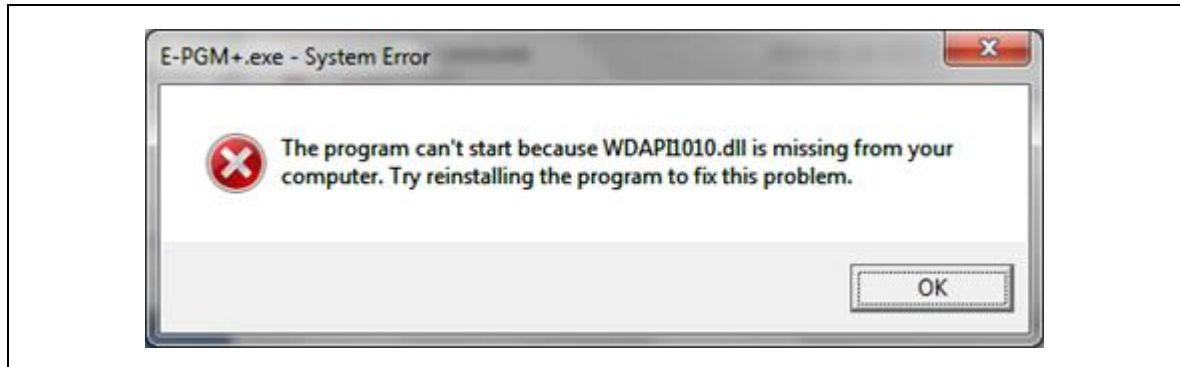 E-PGM+.exe - System Error
The program can't start because WDAPI1010.dll is missing from your
computer. Try reinstalling the program to fix this problem.
OK